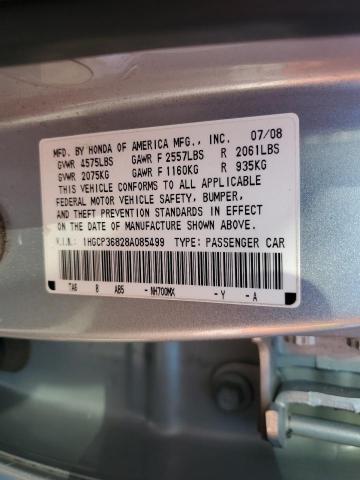 MFD. BY HONDA OF AMERICA MFG., INC. 07/08
GVWR 4575LBS GAWR F 2557LBS R 2061LBS
GVWR 2075KG GAWR F 1160KG R 935KG
THIS VEHICLE CONFORMS TO ALL APPLICABLE
FEDERAL MOTOR VEHICLE SAFETY, BUMPER,
AND THEFT PREVENTION STANDARDS IN EFFECT
ON THE DATE OF MANUFACTURE SHOWN ABOVE.
V.I.N.: 1HGCP36828A085499 TYPE: PASSENGER CAR
TA6 8 AB5 - NH700MX - Y - A